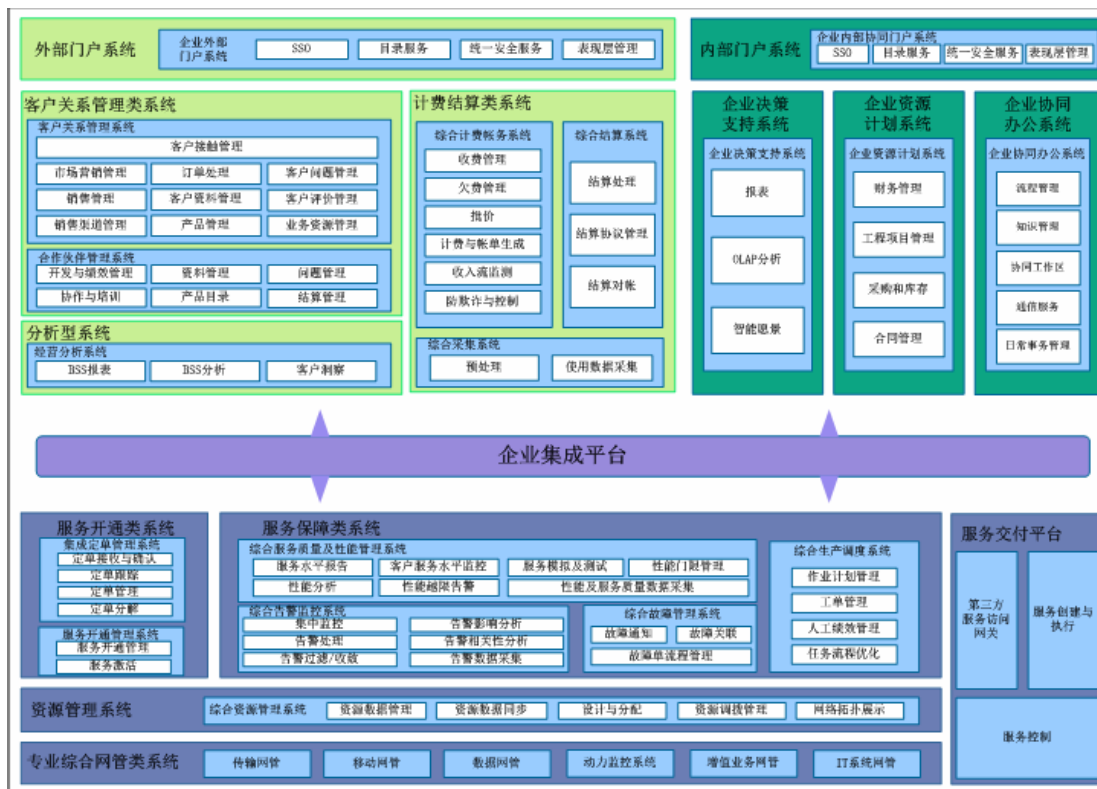 外部门户系统
企业外部
门户系统
SSO
目录服务
统一安全服务
表现层管理
内部门户系统
企业内部协同门户系统
SSO
目录服务
统一安全服务
表现层管理
客户关系管理类系统
客户关系管理系统
客户接触管理
市场营销管理
订单处理
客户问题管理
销售管理
客户资料管理
客户评价管理
销售渠道管理
产品管理
业务资源管理
合作伙伴管理系统
开发与绩效管理
资料管理
问题管理
协作与培训
产品目录
结算管理
分析型系统
经营分析系统
BSS报表
BSS分析
客户洞察
计费结算类系统
综合计费帐务系统
收费管理
欠费管理
批价
计费与帐单生成
收入流监测
防欺诈与控制
综合结算系统
结算处理
结算协议管理
结算对帐
综合采集系统
预处理
使用数据采集
企业决策
支持系统
企业决策支持系统
报表
OLAP分析
智能愿景
企业资源
计划系统
企业资源计划系统
财务管理
工程项目管理
采购和库存
合同管理
企业协同
办公系统
企业协同办公系统
流程管理
知识管理
协同工作区
通信服务
日常事务管理
企业集成平台
服务开通类系统
集成定单管理系统
定单接收与确认
定单跟踪
定单管理
定单分解
服务开通管理系统
服务开通管理
服务激活
服务保障类系统
综合服务质量及性能管理系统
服务水平报告
客户服务水平监控
服务模拟及测试
性能门限管理
性能分析
性能越限告警
性能及服务质量数据采集
综合告警监控系统
集中监控
告警影响分析
告警处理
告警相关性分析
告警过滤/收敛
告警数据采集
综合故障管理系统
故障通知
故障关联
故障单流程管理
综合生产调度系统
作业计划管理
工单管理
人工绩效管理
任务流程优化
服务交付平台
第三方
服务访问
网关
服务创建与
执行
服务控制
资源管理系统
综合资源管理系统
资源数据管理
资源数据同步
设计与分配
资源调拨管理
网络拓扑展示
专业综合网管类系统
传输网管
移动网管
数据网管
动力监控系统
增值业务网管
IT系统网管